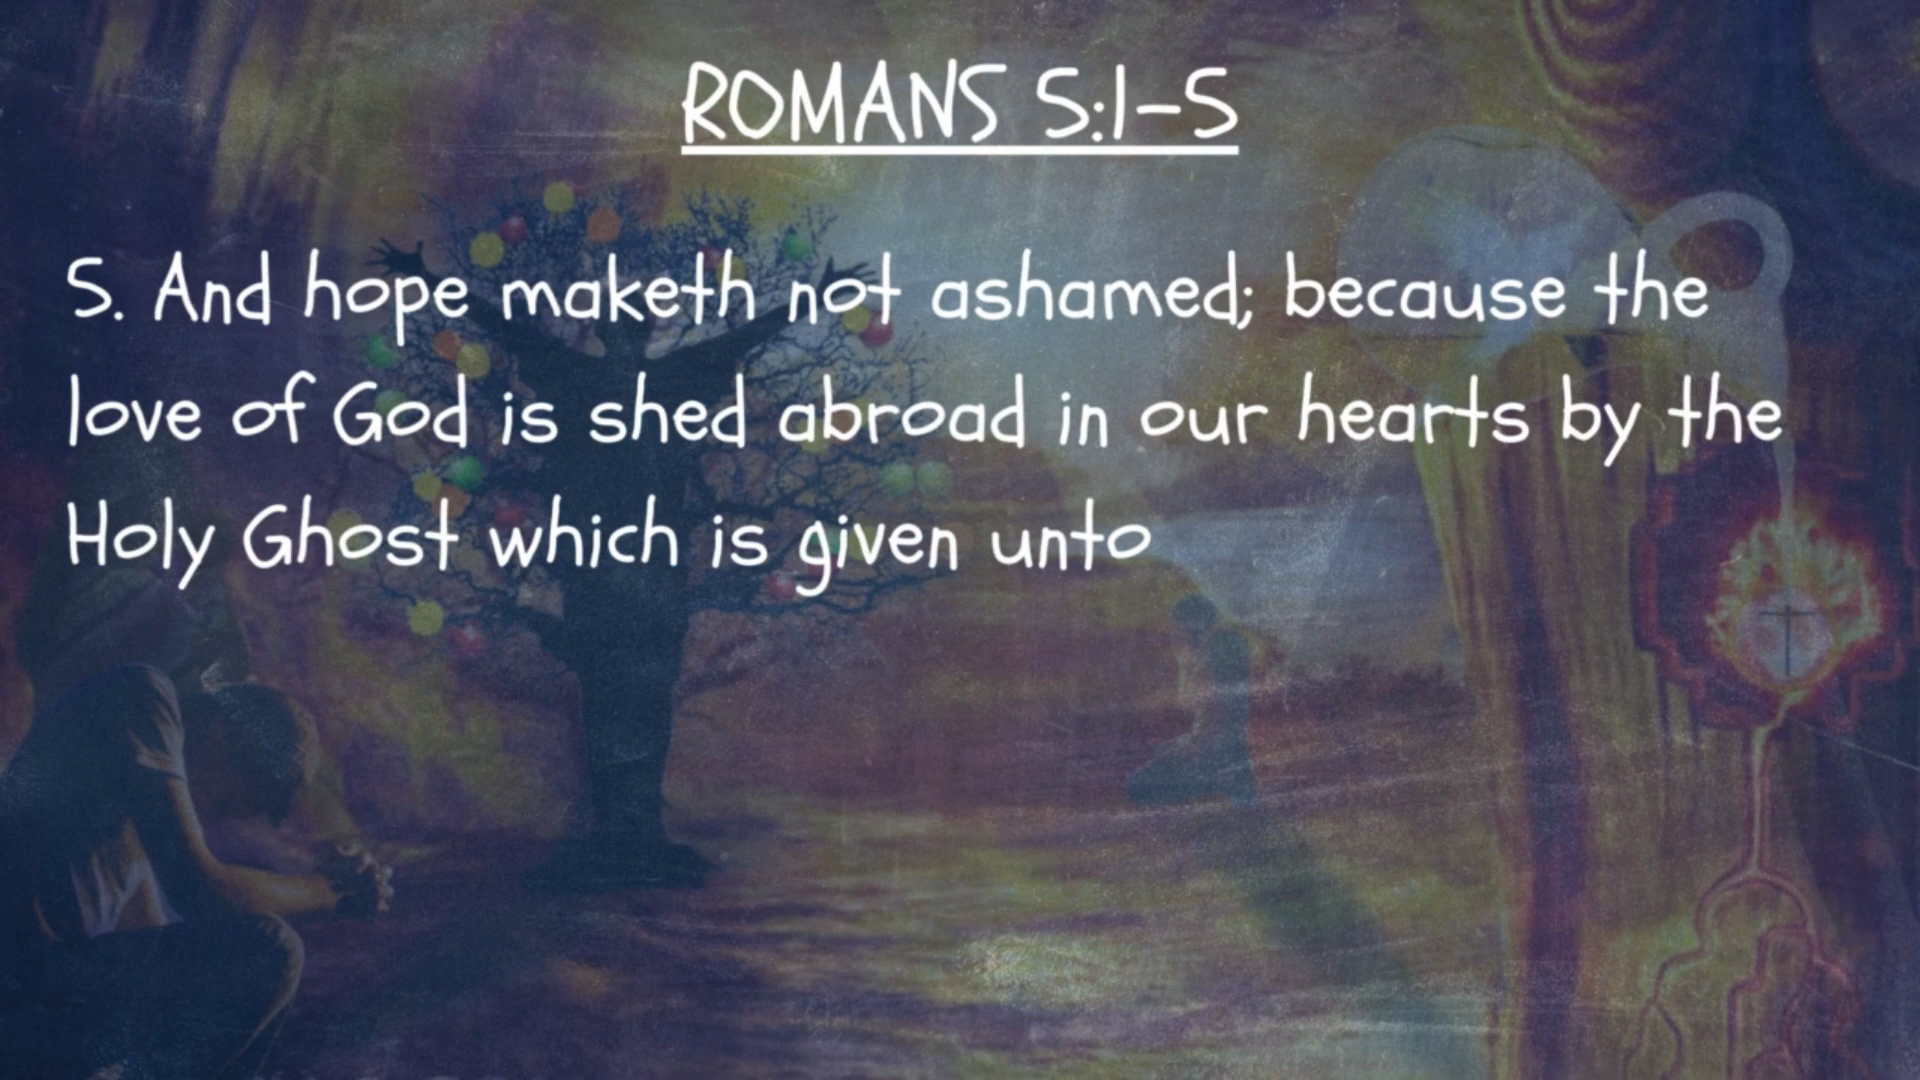 ROMANS 5:1-5
5. And hope maketh not ashamed; because the
love of God is shed abroad in our hearts by the
Holy Ghost which is given unto